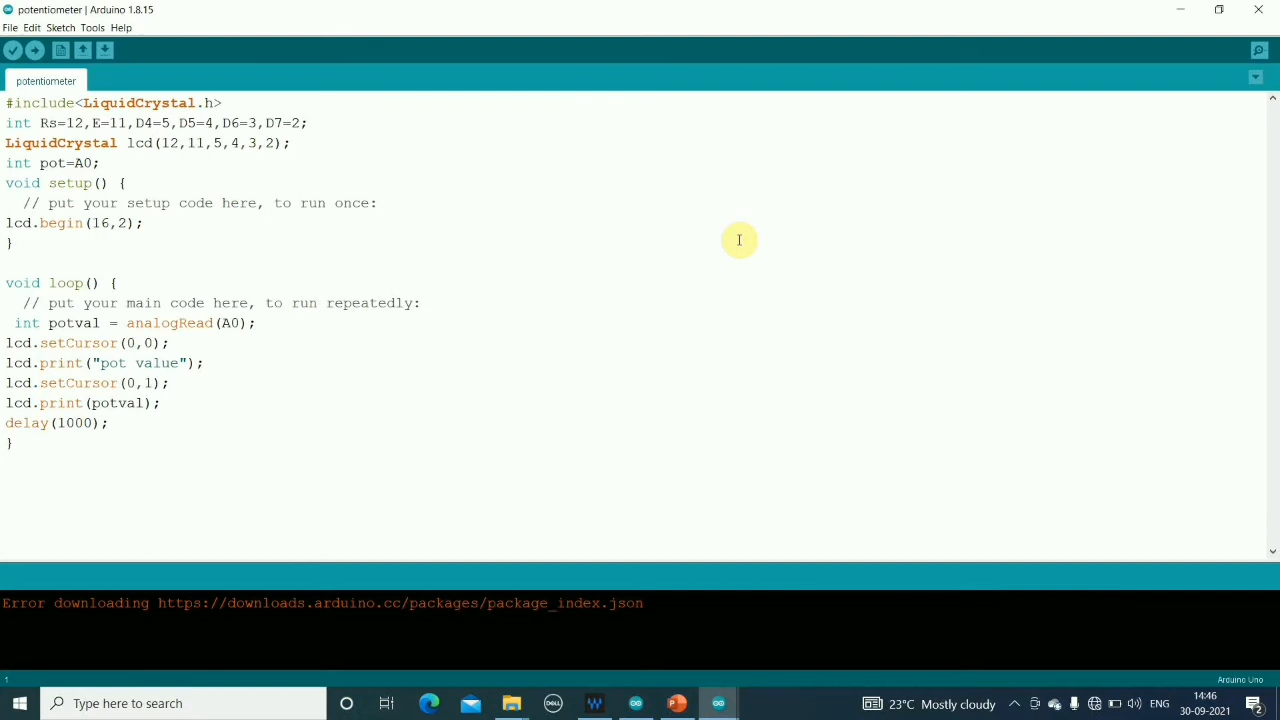 potentiometer | Arduino 1.8.15
File Edit Sketch Tools Help
potentiometer
#include<LiquidCrystal.h>
int Rs=12,E=11,D4=5,D5=4,D6=3,D7=2;
LiquidCrystal lcd(12,11,5,4,3,2);
int pot=A0;
void setup() {
// put your setup code here, to run once:
lcd.begin(16,2);
}
void loop() {
// put your main code here, to run repeatedly:
int potval = analogRead(A0);
lcd.setCursor(0,0);
lcd.print("pot value");
lcd.setCursor(0,1);
lcd.print(potval);
delay(1000);
}
Error downloading https://downloads.arduino.cc/packages/package_index.json
1
Arduino Uno
Type here to search
DELL
W
P
23°C Mostly cloudy
ENG
14:46
30-09-2021
2